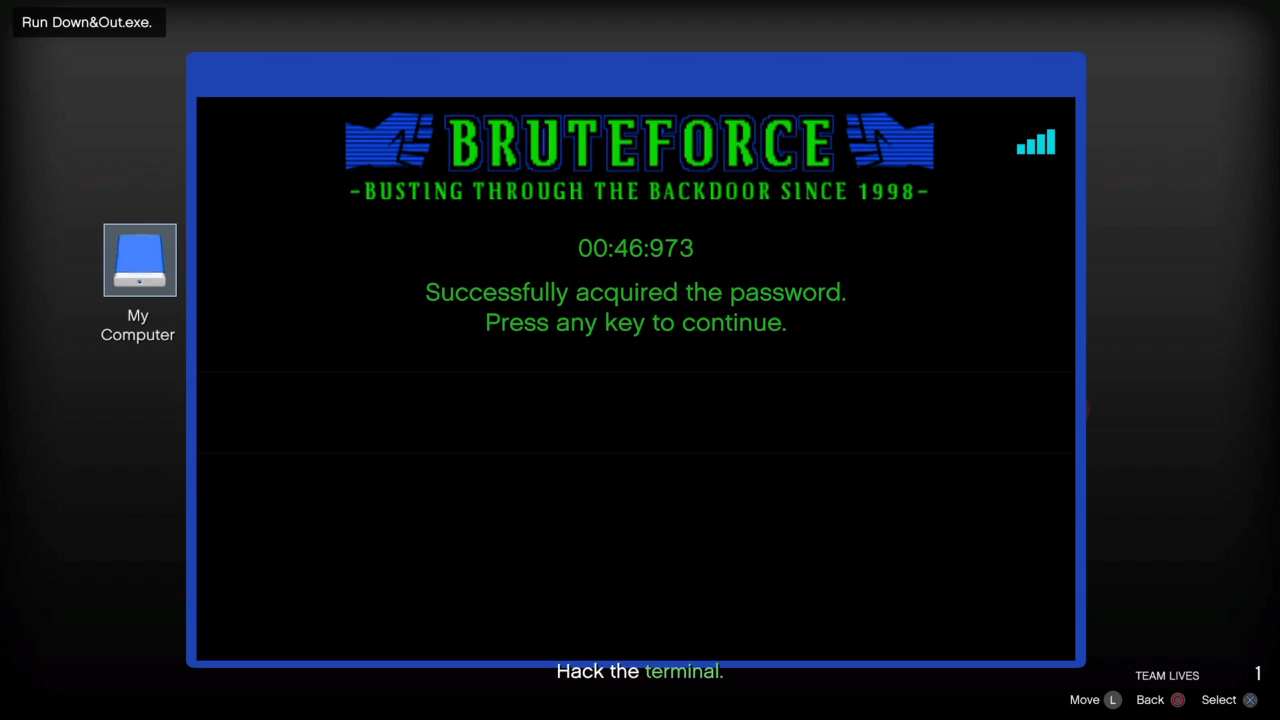 Run Down&Out.exe.
BRUTEFORCE
-BUSTING THROUGH THE BACKDOOR SINCE 1998-
00:46:973
Successfully acquired the password.
Press any key to continue.
My
Computer
Hack the terminal.
TEAM LIVES 1
Move L Back Select